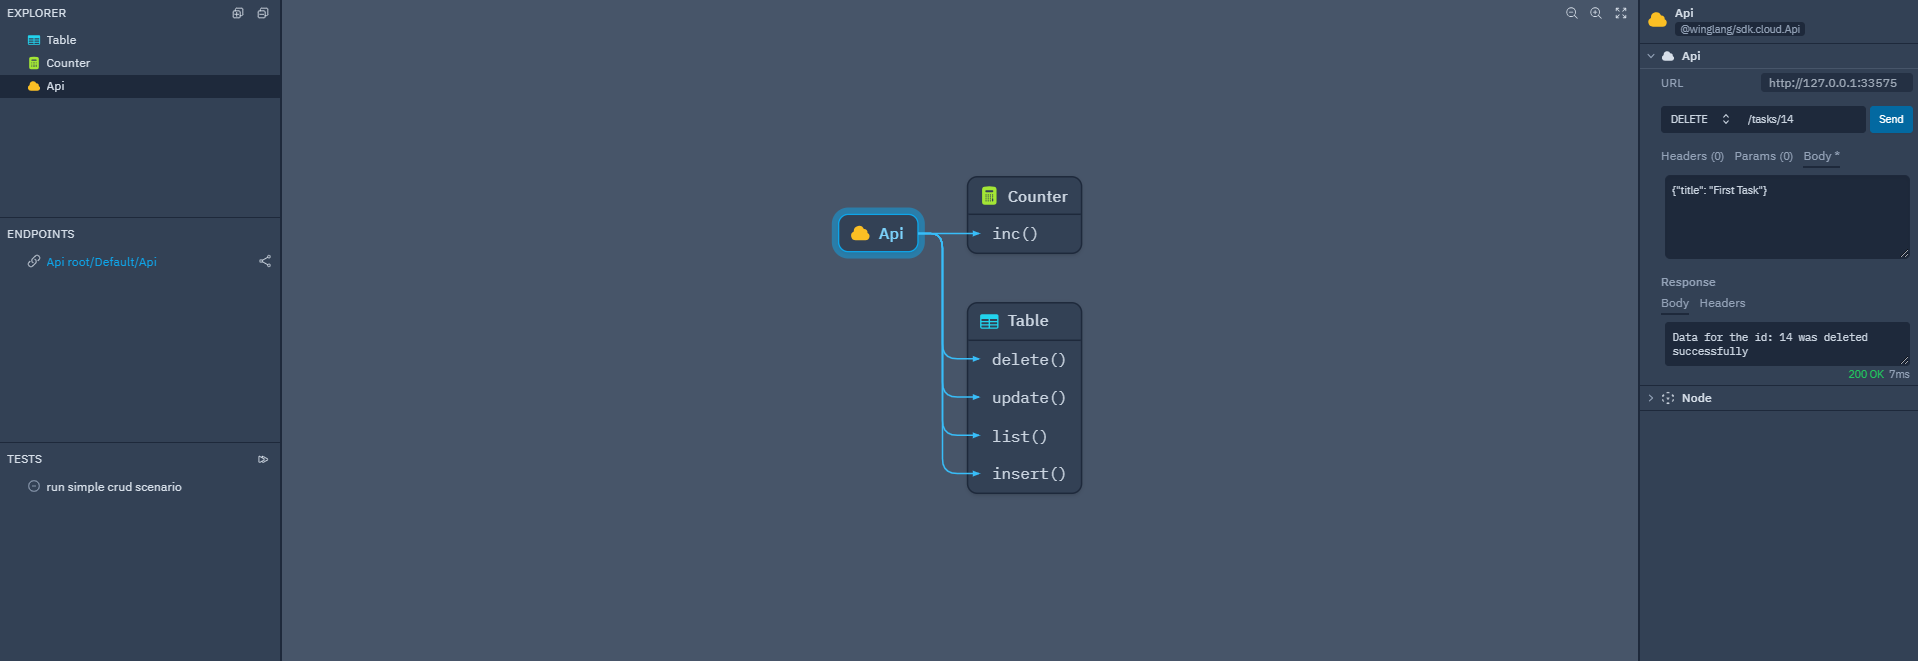 EXPLORER
Table
Counter
Api
ENDPOINTS
Api root/Default/Api
TESTS
run simple crud scenario
Api
Counter
inc()
Table
delete()
update()
list()
insert()
Api
@winglang/sdk.cloud.Api
Api
URL http://127.0.0.1:33575
DELETE /tasks/14 Send
Headers (0) Params (0) Body *
{"title": "First Task"}
Response
Body Headers
Data for the id: 14 was deleted
successfully
200 OK 7ms
Node